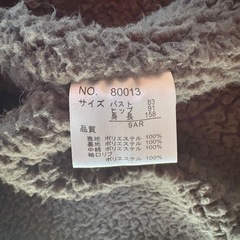 NO. 80013
サイズ バスト 83
ヒップ 91
身長 158
9AR
品質
表地 ポリエステル 100%
裏地 ポリエステル 100%
中綿 ポリエステル 100%
袖口リブ
ポリエステル 100%